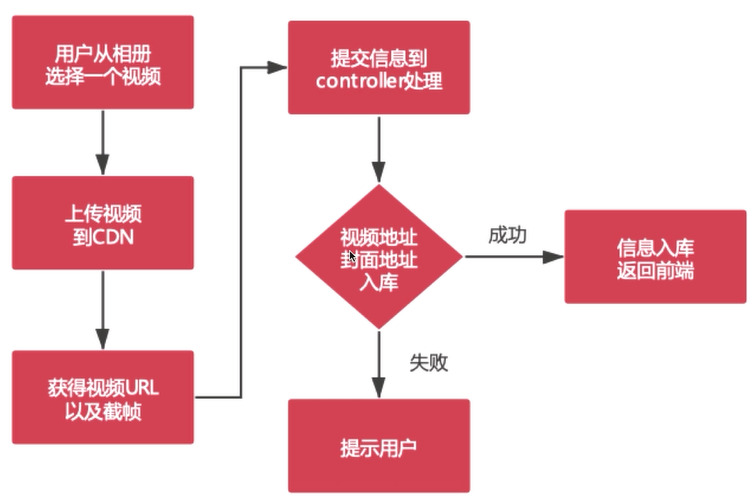 用户从相册
选择一个视频
上传视频
到CDN
获得视频URL
以及截帧
提交信息到
controller处理
视频地址
封面地址
入库
成功
信息入库
返回前端
失败
提示用户